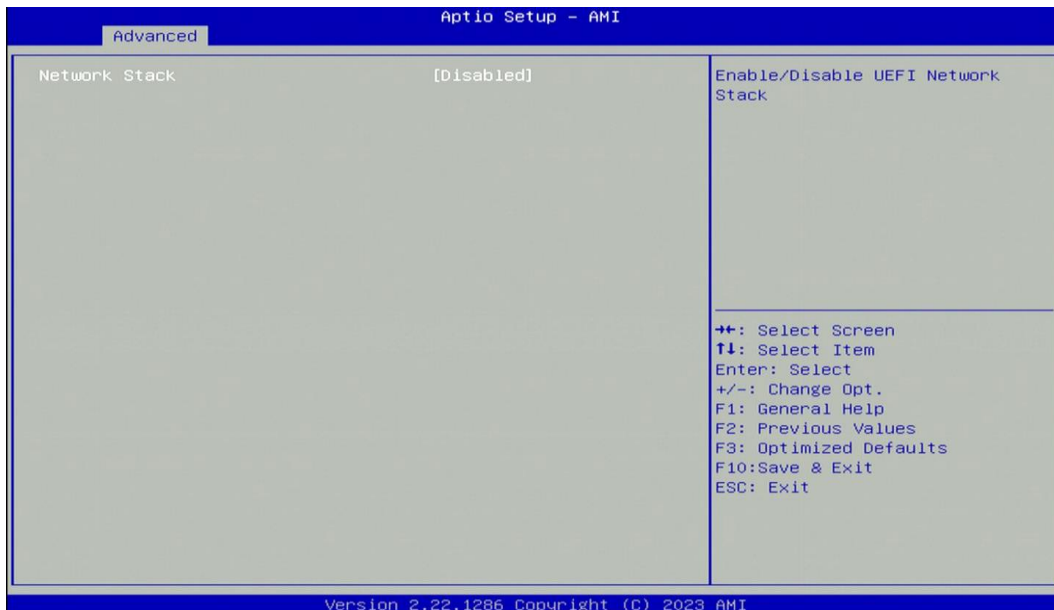 Aptio Setup – AMI
Advanced
Network Stack [Disabled]
Enable/Disable UEFI Network
Stack
→←: Select Screen
↑↓: Select Item
Enter: Select
+/-: Change Opt.
F1: General Help
F2: Previous Values
F3: Optimized Defaults
F10:Save & Exit
ESC: Exit
Version 2.22.1286 Copyright (C) 2023 AMI